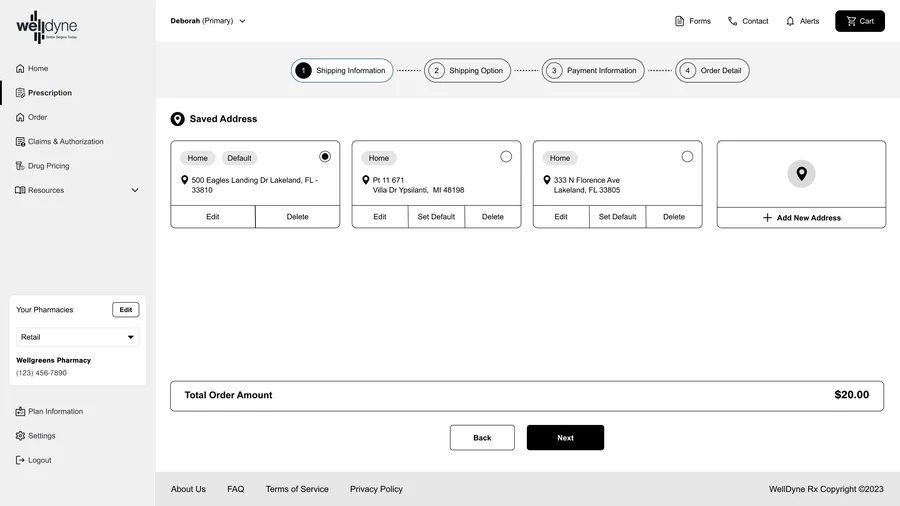 welldyne
Better Begins Today
Home
Prescription
Order
Claims & Authorization
Drug Pricing
Resources
Your Pharmacies
Edit
Retail
Wellgreens Pharmacy
(123) 456-7890
Plan Information
Settings
Logout
Deborah (Primary)
Forms
Contact
Alerts
Cart
1 Shipping Information
2 Shipping Option
3 Payment Information
4 Order Detail
Saved Address
Home Default
500 Eagles Landing Dr Lakeland, FL -
33810
Edit Delete
Home
Pt 11 671
Villa Dr Ypsilanti, MI 48198
Edit Set Default Delete
Home
333 N Florence Ave
Lakeland, FL 33805
Edit Set Default Delete
Add New Address
Total Order Amount $20.00
Back Next
About Us FAQ Terms of Service Privacy Policy WellDyne Rx Copyright ©2023